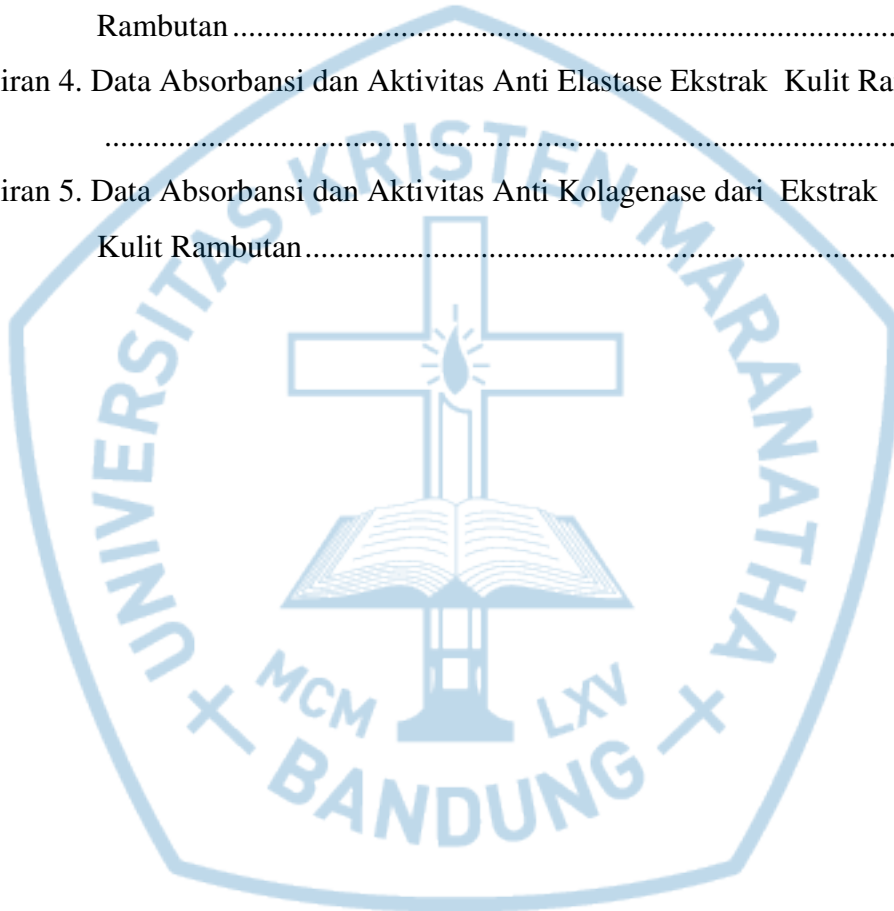 Rambutan ........................................................................................
iran 4. Data Absorbansi dan Aktivitas Anti Elastase Ekstrak Kulit Ra
........................................................................................
iran 5. Data Absorbansi dan Aktivitas Anti Kolagenase dari Ekstrak
Kulit Rambutan ........................................................................................
UNIVERSITAS KRISTEN MARANATHA
MCM LXV
BANDUNG